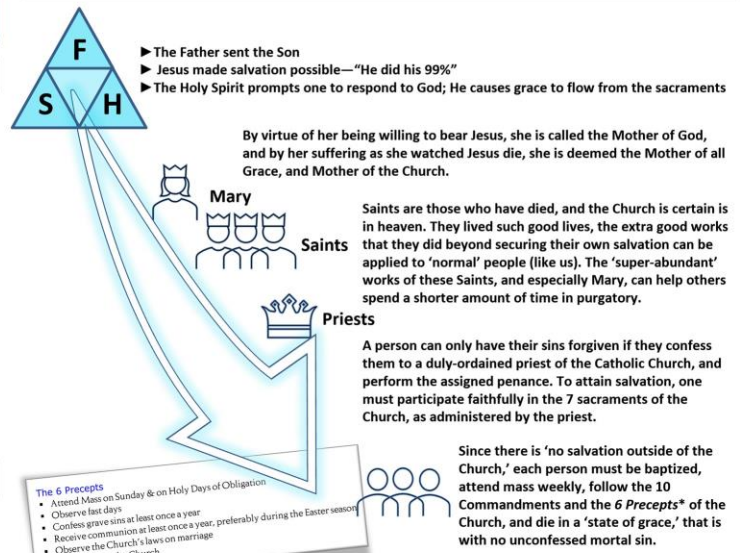 F
S H
►The Father sent the Son
► Jesus made salvation possible—“He did his 99%”
►The Holy Spirit prompts one to respond to God; He causes grace to flow from the sacraments
By virtue of her being willing to bear Jesus, she is called the Mother of God,
and by her suffering as she watched Jesus die, she is deemed the Mother of all
Grace, and Mother of the Church.
Mary
Saints
Saints are those who have died, and the Church is certain is
in heaven. They lived such good lives, the extra good works
that they did beyond securing their own salvation can be
applied to ‘normal’ people (like us). The ‘super-abundant’
works of these Saints, and especially Mary, can help others
spend a shorter amount of time in purgatory.
Priests
A person can only have their sins forgiven if they confess
them to a duly-ordained priest of the Catholic Church, and
perform the assigned penance. To attain salvation, one
must participate faithfully in the 7 sacraments of the
Church, as administered by the priest.
Since there is ‘no salvation outside of the
Church,’ each person must be baptized,
attend mass weekly, follow the 10
Commandments and the 6 Precepts* of the
Church, and die in a ‘state of grace,’ that is
with no unconfessed mortal sin.
The 6 Precepts
• Attend Mass on Sunday & on Holy Days of Obligation
• Observe fast days
• Confess grave sins at least once a year
• Receive communion at least once a year, preferably during the Easter season
• Observe the Church's laws on marriage
Church